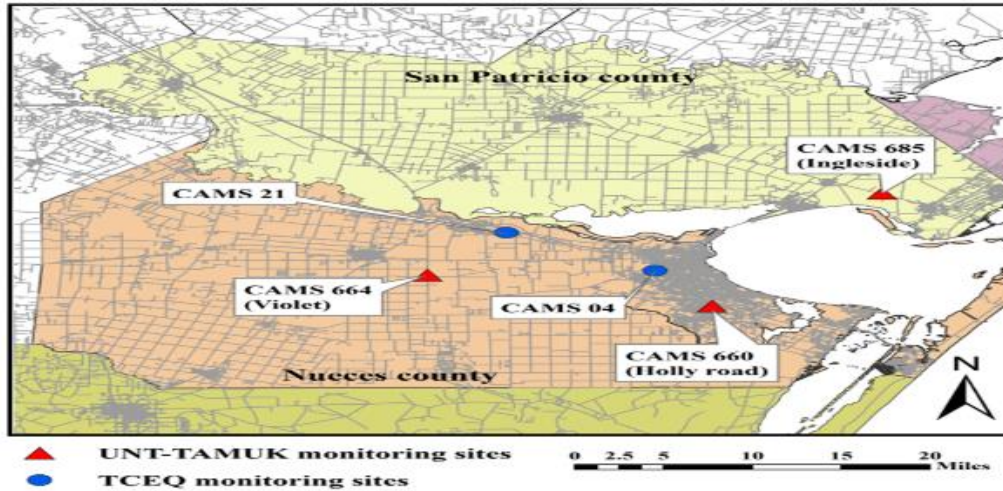 San Patricio county
CAMS 685
(Ingleside)
CAMS 21
CAMS 664
(Violet)
CAMS 04
CAMS 660
(Holly road)
Nueces county
N
UNT-TAMUK monitoring sites
TCEQ monitoring sites
0 2.5 5 10 15 20
Miles